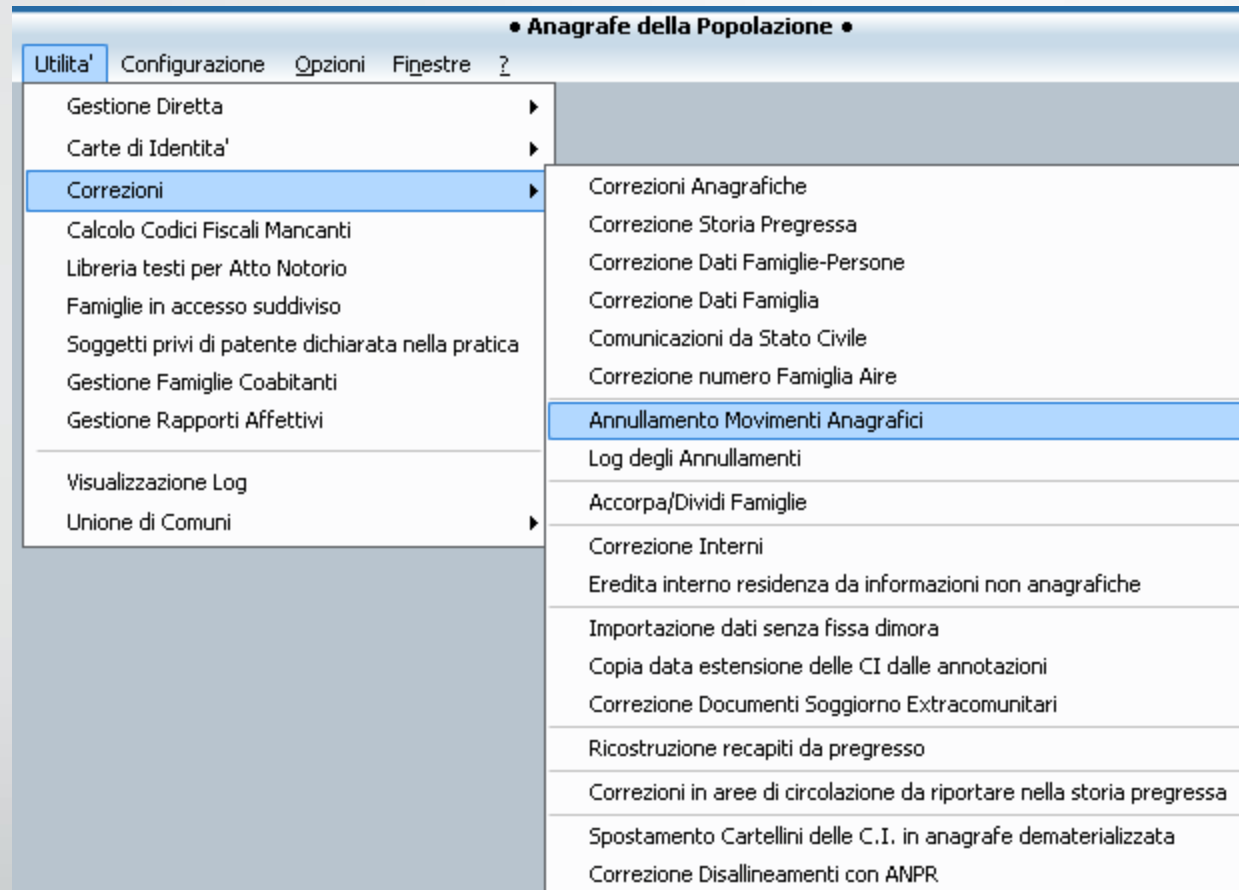 • Anagrafe della Popolazione •
Utilita' Configurazione Opzioni Finestre ?
Gestione Diretta
Carte di Identita'
Correzioni
Calcolo Codici Fiscali Mancanti
Libreria testi per Atto Notorio
Famiglie in accesso suddiviso
Soggetti privi di patente dichiarata nella pratica
Gestione Famiglie Coabitanti
Gestione Rapporti Affettivi
Visualizzazione Log
Unione di Comuni
Correzioni Anagrafiche
Correzione Storia Pregressa
Correzione Dati Famiglie-Persone
Correzione Dati Famiglia
Comunicazioni da Stato Civile
Correzione numero Famiglia Aire
Annullamento Movimenti Anagrafici
Log degli Annullamenti
Accorpa/Dividi Famiglie
Correzione Interni
Eredita interno residenza da informazioni non anagrafiche
Importazione dati senza fissa dimora
Copia data estensione delle CI dalle annotazioni
Correzione Documenti Soggiorno Extracomunitari
Ricostruzione recapiti da pregresso
Correzioni in aree di circolazione da riportare nella storia pregressa
Spostamento Cartellini delle C.I. in anagrafe dematerializzata
Correzione Disallineamenti con ANPR